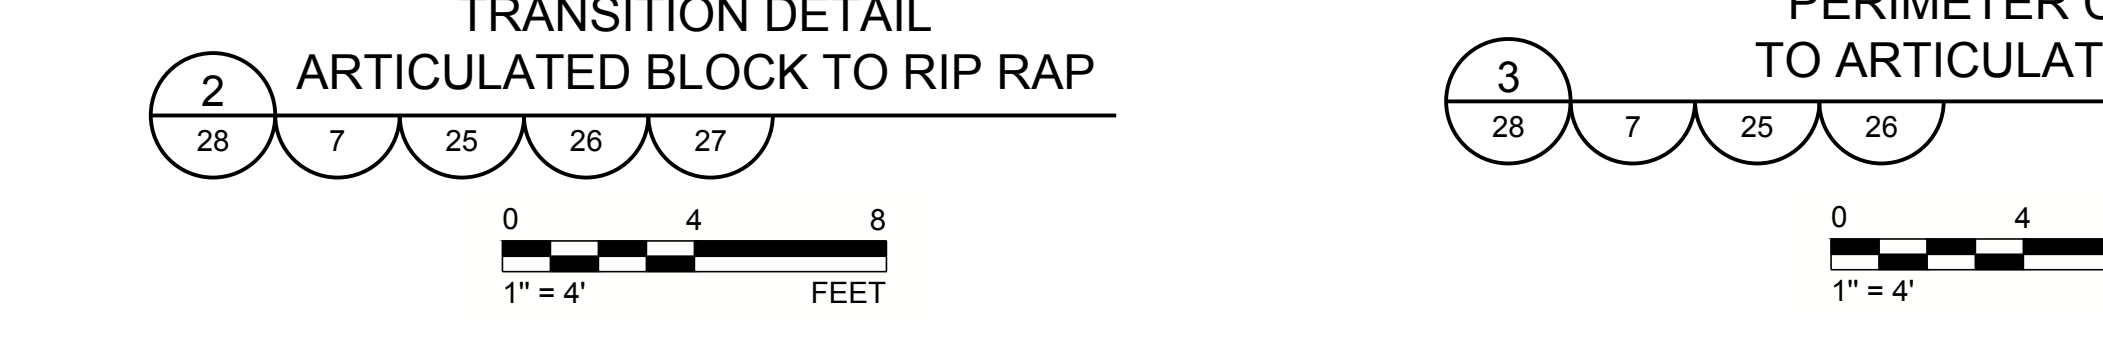 TRANSITION DETAIL
ARTICULATED BLOCK TO RIP RAP
2
28 7 25 26 27
0 4 8
1" = 4' FEET
PERIMETER
TO ARTICULAT
3
28 7 25 26
0 4
1" = 4'